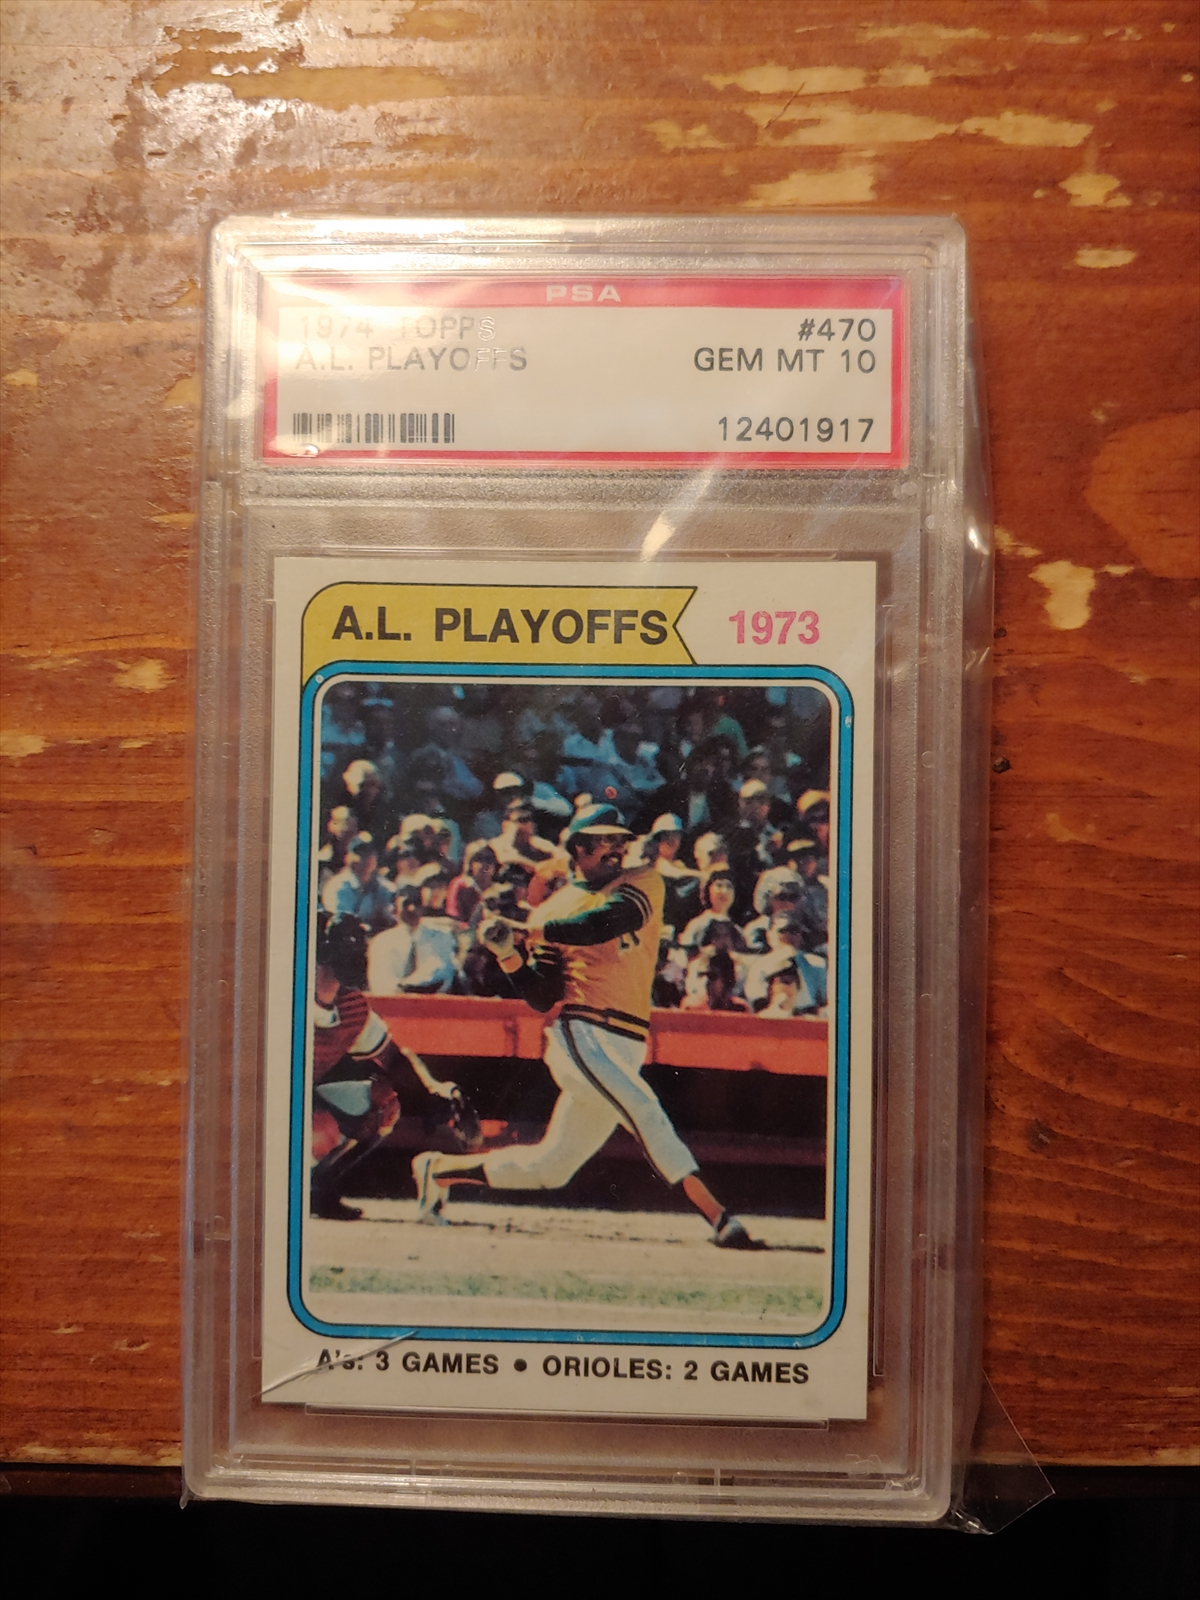 PSA
1974 TOPPS
#470
A.L. PLAYOFFS
GEM MT 10
12401917
A.L. PLAYOFFS
1973
A's: 3 GAMES • ORIOLES: 2 GAMES